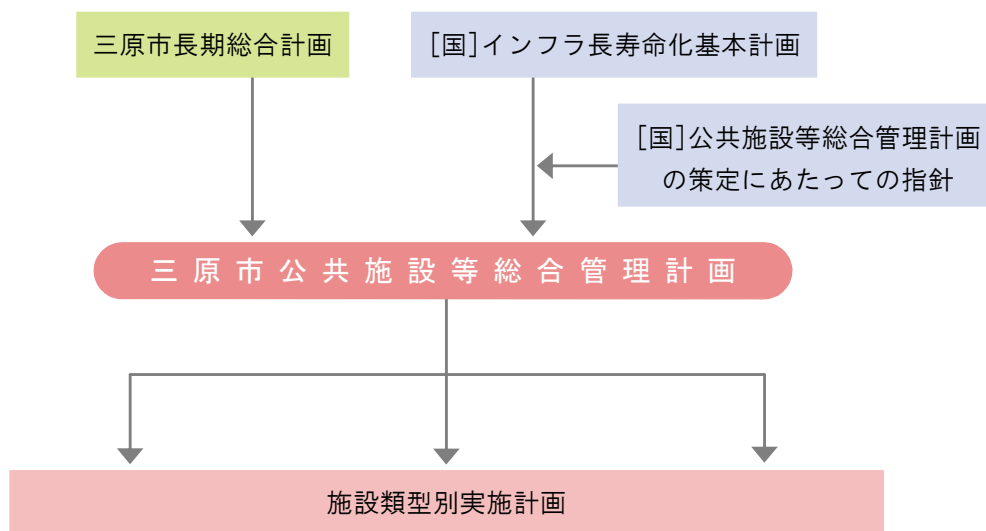 三原市長期総合計画
[国]インフラ長寿命化基本計画
[国]公共施設等総合管理計画
の策定にあたっての指針
三原市公共施設等総合管理計画
施設類型別実施計画